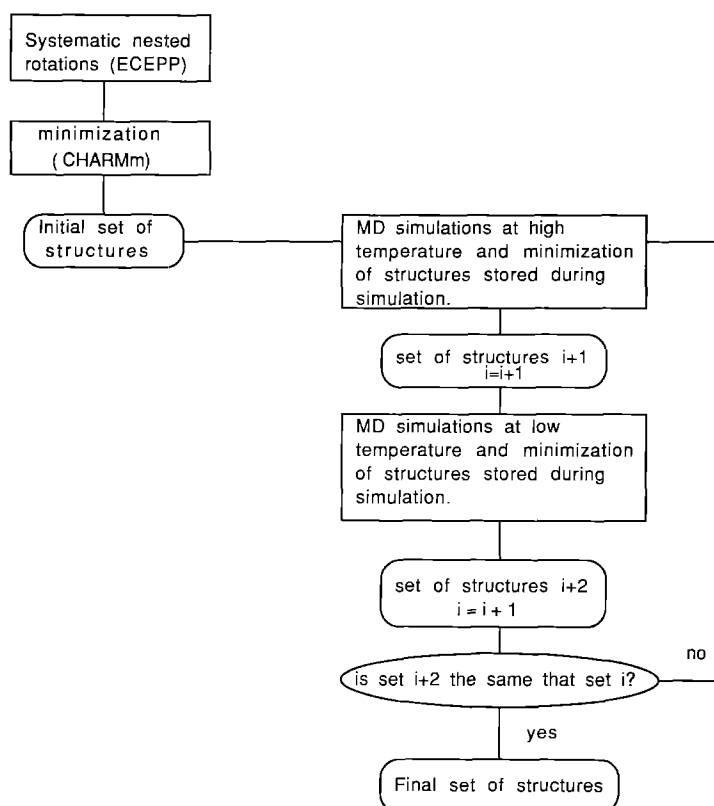 Systematic nested
rotations (ECEPP)
minimization
(CHARMm)
Initial set of
structures
MD simulations at high
temperature and minimization
of structures stored during
simulation.
set of structures i+1
i=i+1
MD simulations at low
temperature and minimization
of structures stored during
simulation.
set of structures i+2
i = i + 1
is set i+2 the same that set i?
no
yes
Final set of structures